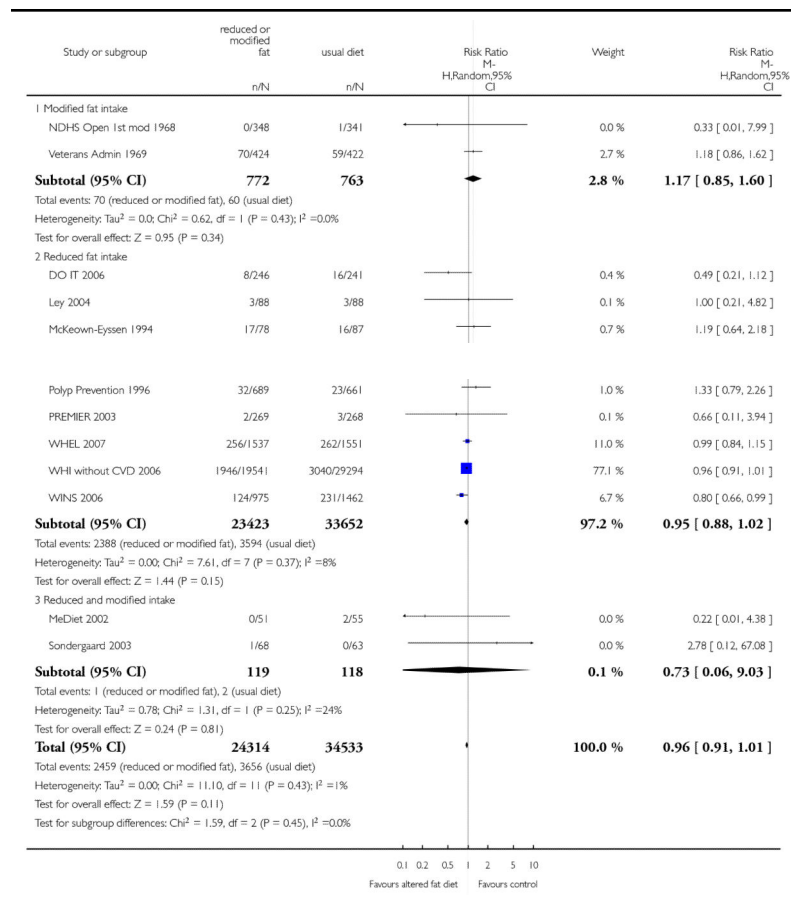 Study or subgroup reduced or modified fat usual diet Risk Ratio Weight Risk Ratio
n/N n/N M-H,Random,95% CI M-H,Random,95% CI
1 Modified fat intake
NDHS Open 1st mod 1968 0/348 1/341 0.0 % 0.33 [ 0.01, 7.99 ]
Veterans Admin 1969 70/424 59/422 2.7 % 1.18 [ 0.86, 1.62 ]
Subtotal (95% CI) 772 763 2.8 % 1.17 [ 0.85, 1.60 ]
Total events: 70 (reduced or modified fat), 60 (usual diet)
Heterogeneity: Tau² = 0.0; Chi² = 0.62, df = 1 (P = 0.43); I² =0.0%
Test for overall effect: Z = 0.95 (P = 0.34)
2 Reduced fat intake
DO IT 2006 8/246 16/241 0.4 % 0.49 [ 0.21, 1.12 ]
Ley 2004 3/88 3/88 0.1 % 1.00 [ 0.21, 4.82 ]
McKeown-Eyssen 1994 17/78 16/87 0.7 % 1.19 [ 0.64, 2.18 ]
Polyp Prevention 1996 32/689 23/661 1.0 % 1.33 [ 0.79, 2.26 ]
PREMIER 2003 2/269 3/268 0.1 % 0.66 [ 0.11, 3.94 ]
WHEL 2007 256/1537 262/1551 11.0 % 0.99 [ 0.84, 1.15 ]
WHI without CVD 2006 1946/19541 3040/29294 77.1 % 0.96 [ 0.91, 1.01 ]
WINS 2006 124/975 231/1462 6.7 % 0.80 [ 0.66, 0.99 ]
Subtotal (95% CI) 23423 33652 97.2 % 0.95 [ 0.88, 1.02 ]
Total events: 2388 (reduced or modified fat), 3594 (usual diet)
Heterogeneity: Tau² = 0.00; Chi² = 7.61, df = 7 (P = 0.37); I² =8%
Test for overall effect: Z = 1.44 (P = 0.15)
3 Reduced and modified intake
MeDiet 2002 0/51 2/55 0.0 % 0.22 [ 0.01, 4.38 ]
Sondergaard 2003 1/68 0/63 0.0 % 2.78 [ 0.12, 67.08 ]
Subtotal (95% CI) 119 118 0.1 % 0.73 [ 0.06, 9.03 ]
Total events: 1 (reduced or modified fat), 2 (usual diet)
Heterogeneity: Tau² = 0.78; Chi² = 1.31, df = 1 (P = 0.25); I² =24%
Test for overall effect: Z = 0.24 (P = 0.81)
Total (95% CI) 24314 34533 100.0 % 0.96 [ 0.91, 1.01 ]
Total events: 2459 (reduced or modified fat), 3656 (usual diet)
Heterogeneity: Tau² = 0.00; Chi² = 11.10, df = 11 (P = 0.43); I² =1%
Test for overall effect: Z = 1.59 (P = 0.11)
Test for subgroup differences: Chi² = 1.59, df = 2 (P = 0.45), I² =0.0%
0.1 0.2 0.5 1 2 5 10
Favours altered fat diet Favours control